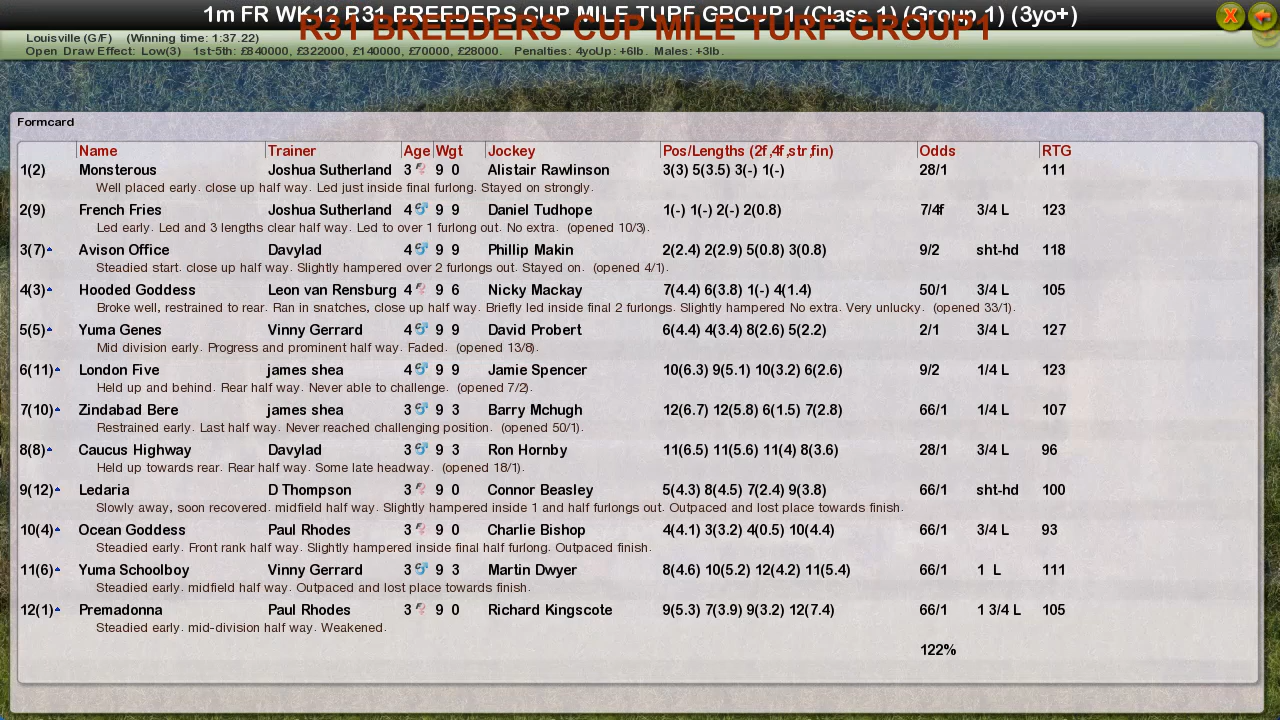 1m FR WK12 R31 BREEDERS CUP MILE TURF GROUP1 (Class 1) (Group 1) (3yo+)
R31 BREEDERS CUP MILE TURF GROUP1
Louisville (G/F) (Winning time: 1:37.22)
Open Draw Effect: Low(3) 1st-5th: £840000, £322000, £140000, £70000, £28000. Penalties: 4yoUp: +6lb. Males: +3lb.
Formcard
Name Trainer Age Wgt Jockey Pos/Lengths (2f,4f,str,fin) Odds RTG
1(2) Monsterous Joshua Sutherland 3 9 0 Alistair Rawlinson 3(3) 5(3.5) 3(-) 1(-) 28/1 111
Well placed early. close up half way. Led just inside final furlong. Stayed on strongly.
2(9) French Fries Joshua Sutherland 4 9 9 Daniel Tudhope 1(-) 1(-) 2(-) 2(0.8) 7/4f 3/4 L 123
Led early. Led and 3 lengths clear half way. Led to over 1 furlong out. No extra. (opened 10/3).
3(7) Avison Office Davylad 4 9 9 Phillip Makin 2(2.4) 2(2.9) 5(0.8) 3(0.8) 9/2 sht-hd 118
Steadied start. close up half way. Slightly hampered over 2 furlongs out. Stayed on. (opened 4/1).
4(3) Hooded Goddess Leon van Rensburg 4 9 6 Nicky Mackay 7(4.4) 6(3.8) 1(-) 4(1.4) 50/1 3/4 L 105
Broke well, restrained to rear. Ran in snatches, close up half way. Briefly led inside final 2 furlongs. Slightly hampered No extra. Very unlucky. (opened 33/1).
5(5) Yuma Genes Vinny Gerrard 4 9 9 David Probert 6(4.4) 4(3.4) 8(2.6) 5(2.2) 2/1 3/4 L 127
Mid division early. Progress and prominent half way. Faded. (opened 13/8).
6(11) London Five james shea 4 9 9 Jamie Spencer 10(6.3) 9(5.1) 10(3.2) 6(2.6) 9/2 1/4 L 123
Held up and behind. Rear half way. Never able to challenge. (opened 7/2).
7(10) Zindabad Bere james shea 3 9 3 Barry Mchugh 12(6.7) 12(5.8) 6(1.5) 7(2.8) 66/1 1/4 L 107
Restrained early. Last half way. Never reached challenging position. (opened 50/1).
8(8) Caucus Highway Davylad 3 9 3 Ron Hornby 11(6.5) 11(5.6) 11(4) 8(3.6) 28/1 3/4 L 96
Held up towards rear. Rear half way. Some late headway. (opened 18/1).
9(12) Ledaria D Thompson 3 9 0 Connor Beasley 5(4.3) 8(4.5) 7(2.4) 9(3.8) 66/1 sht-hd 100
Slowly away, soon recovered. midfield half way. Slightly hampered inside 1 and half furlongs out. Outpaced and lost place towards finish.
10(4) Ocean Goddess Paul Rhodes 3 9 0 Charlie Bishop 4(4.1) 3(3.2) 4(0.5) 10(4.4) 66/1 3/4 L 93
Steadied early. Front rank half way. Slightly hampered inside final half furlong. Outpaced finish.
11(6) Yuma Schoolboy Vinny Gerrard 3 9 3 Martin Dwyer 8(4.6) 10(5.2) 12(4.2) 11(5.4) 66/1 1 L 111
Steadied early. midfield half way. Outpaced and lost place towards finish.
12(1) Premadonna Paul Rhodes 3 9 0 Richard Kingscote 9(5.3) 7(3.9) 9(3.2) 12(7.4) 66/1 1 3/4 L 105
Steadied early. mid-division half way. Weakened.
122%